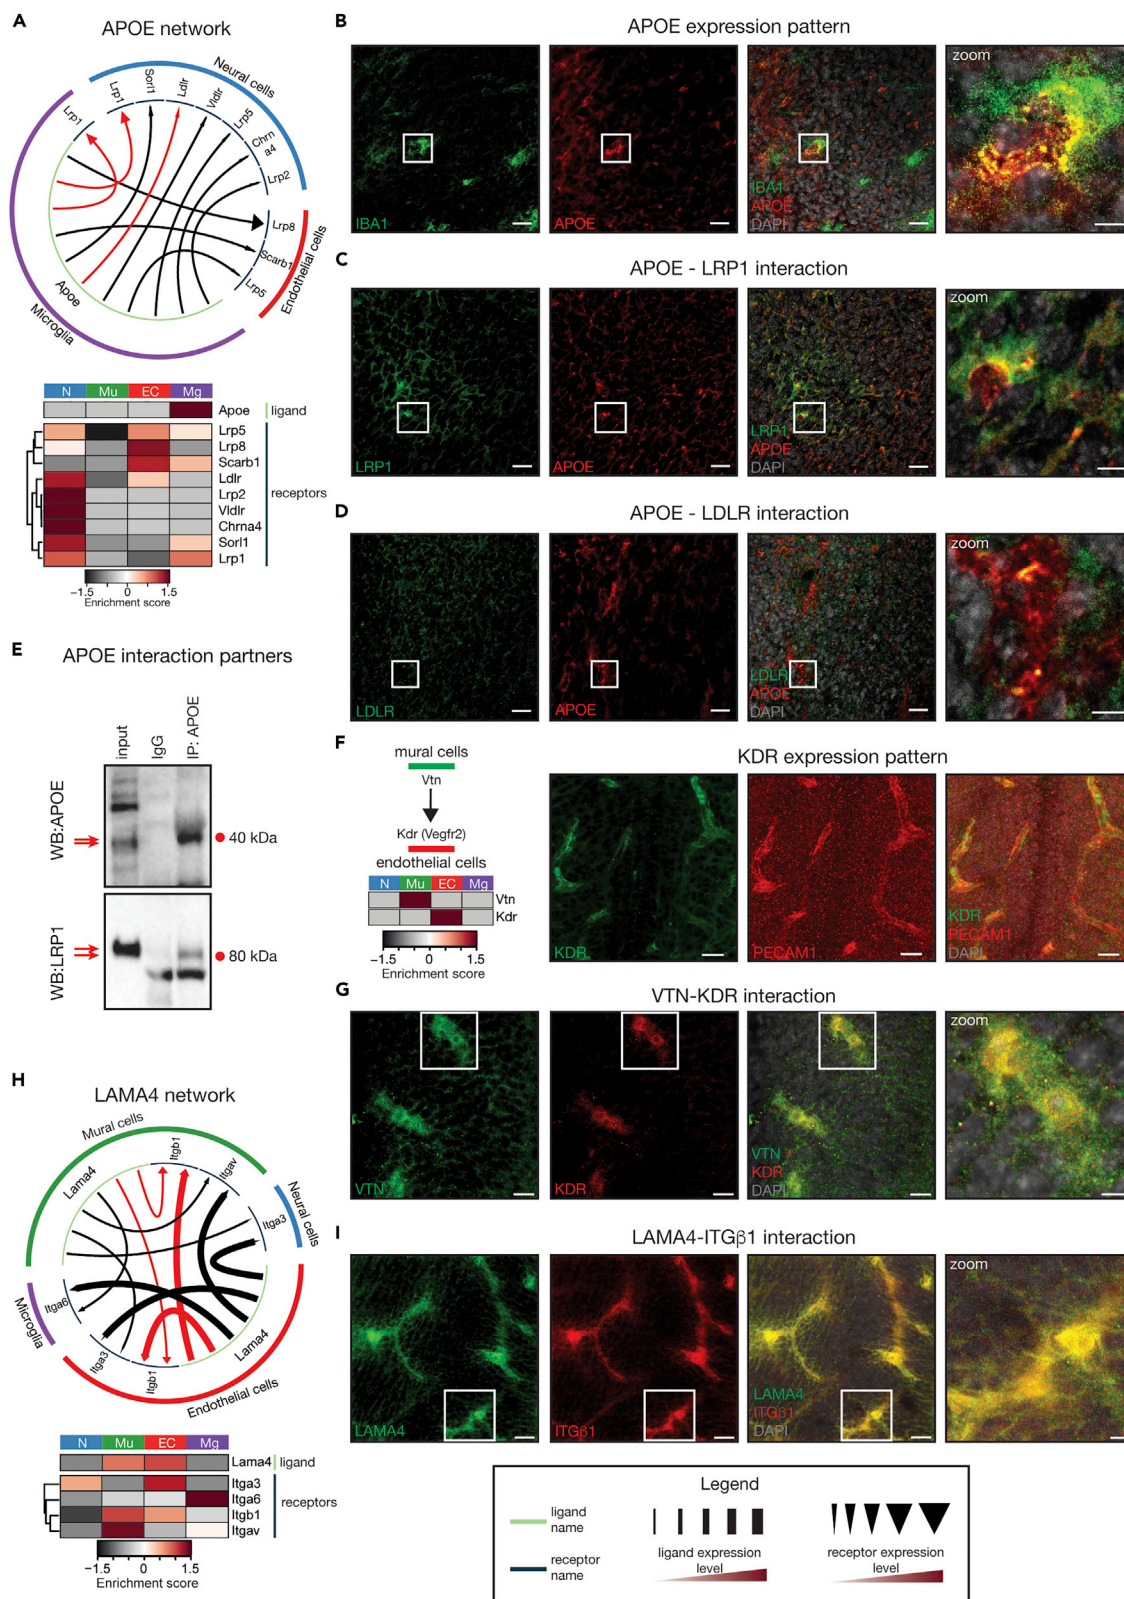 A
APOE network
Neural cells
Lrp1
Lrp1
Sorl1
Ldlr
Vldlr
Lrp5
Chrn
a4
Lrp2
Lrp8
Scarb1
Lrp5
Endothelial cells
Apoe
Microglia
N Mu EC Mg
Apoe
ligand
Lrp5
Lrp8
Scarb1
Ldlr
Lrp2
Vldlr
Chrna4
Sorl1
Lrp1
receptors
−1.5 0 1.5
Enrichment score
B
APOE expression pattern
IBA1
APOE
IBA1
APOE
DAPI
zoom
C
APOE - LRP1 interaction
LRP1
APOE
LRP1
APOE
DAPI
zoom
D
APOE - LDLR interaction
LDLR
APOE
LDLR
APOE
DAPI
zoom
E
APOE interaction partners
input
IgG
IP: APOE
WB:APOE
40 kDa
WB:LRP1
80 kDa
F
mural cells
Vtn
Kdr (Vegfr2)
endothelial cells
N Mu EC Mg
Vtn
Kdr
−1.5 0 1.5
Enrichment score
KDR expression pattern
KDR
PECAM1
KDR
PECAM1
DAPI
G
VTN-KDR interaction
VTN
KDR
VTN
KDR
DAPI
zoom
H
LAMA4 network
Mural cells
Lama4
Itgb1
Itgav
Itga3
Neural cells
Itga6
Microglia
Itga3
Itgb1
Lama4
Endothelial cells
N Mu EC Mg
Lama4
ligand
Itga3
Itga6
Itgb1
Itgav
receptors
−1.5 0 1.5
Enrichment score
I
LAMA4-ITGβ1 interaction
LAMA4
ITGβ1
LAMA4
ITGβ1
DAPI
zoom
Legend
ligand
name
receptor
name
ligand expression
level
receptor expression
level